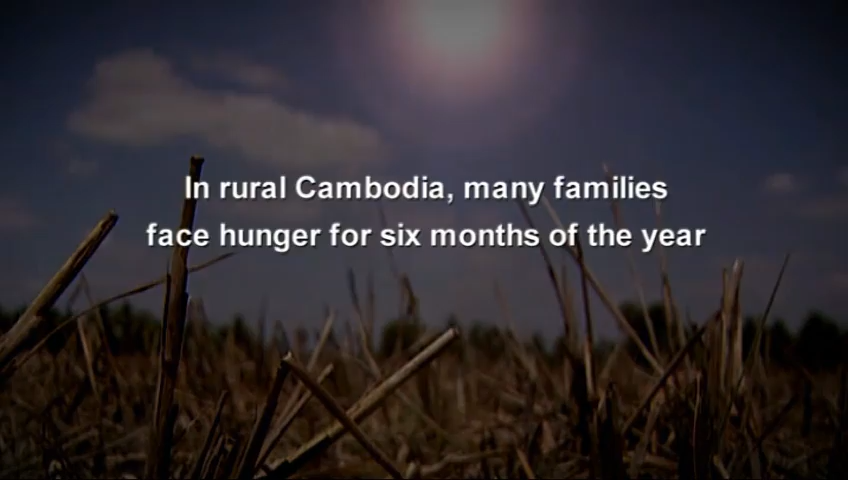 In rural Cambodia, many families
face hunger for six months of the year